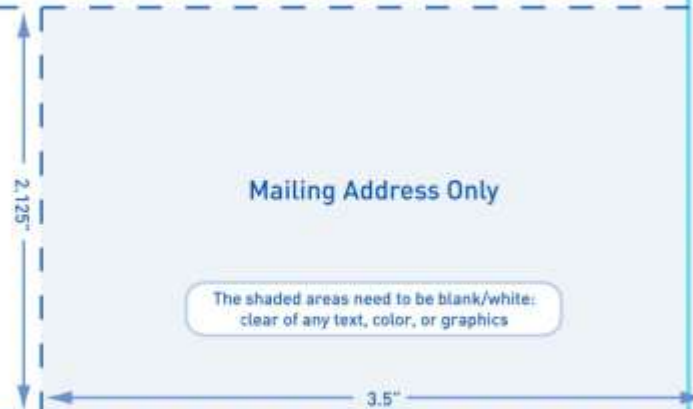 2.125"
Mailing Address Only
The shaded areas need to be blank/white:
clear of any text, color, or graphics
3.5"